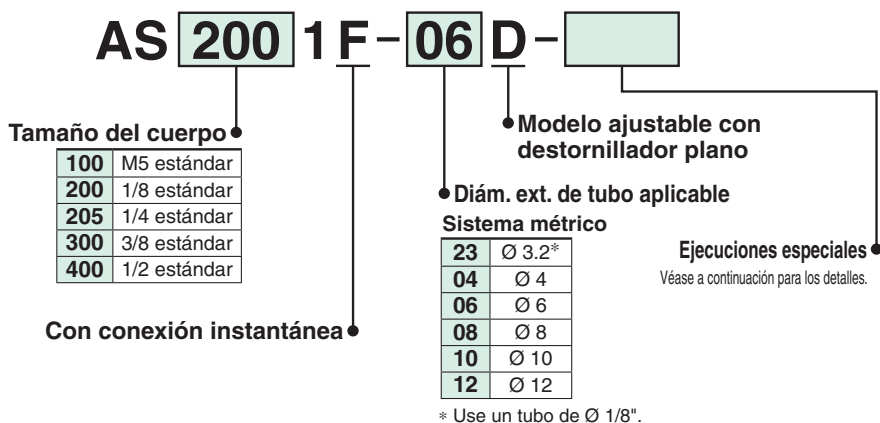 AS 200 1 F - 06 D -
Tamaño del cuerpo
100 M5 estándar
200 1/8 estándar
205 1/4 estándar
300 3/8 estándar
400 1/2 estándar
Con conexión instantánea
Modelo ajustable con
destornillador plano
Diám. ext. de tubo aplicable
Sistema métrico
23 Ø 3.2*
04 Ø 4
06 Ø 6
08 Ø 8
10 Ø 10
12 Ø 12
* Use un tubo de Ø 1/8".
Ejecuciones especiales
Véase a continuación para los detalles.